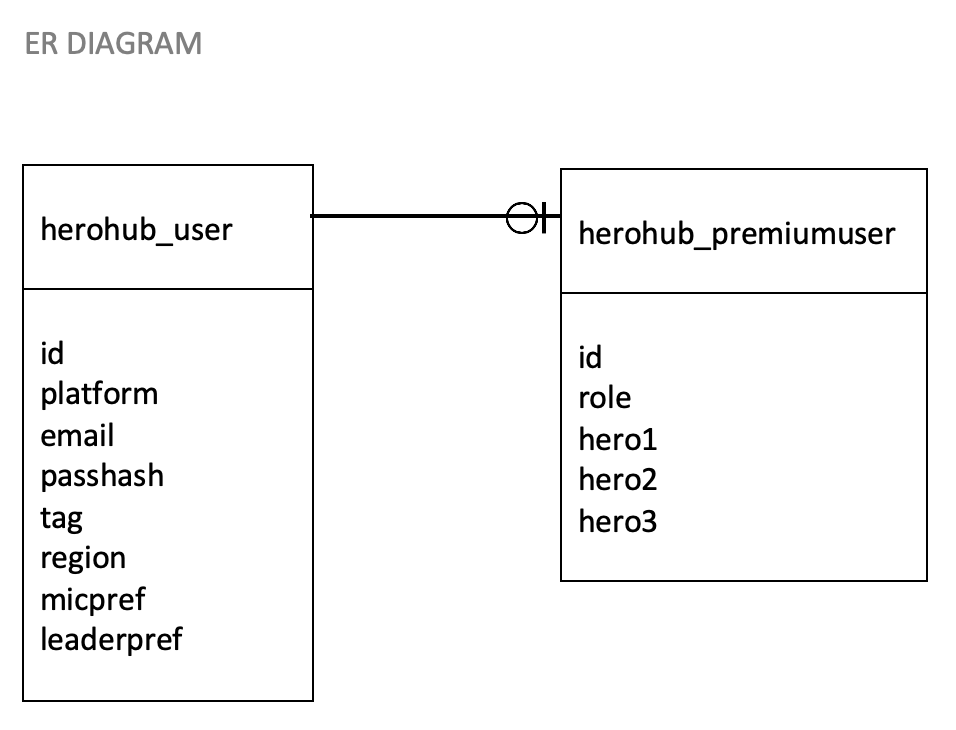 ER DIAGRAM
herohub_user
id
platform
email
passhash
tag
region
micpref
leaderpref
herohub_premiumuser
id
role
hero1
hero2
hero3